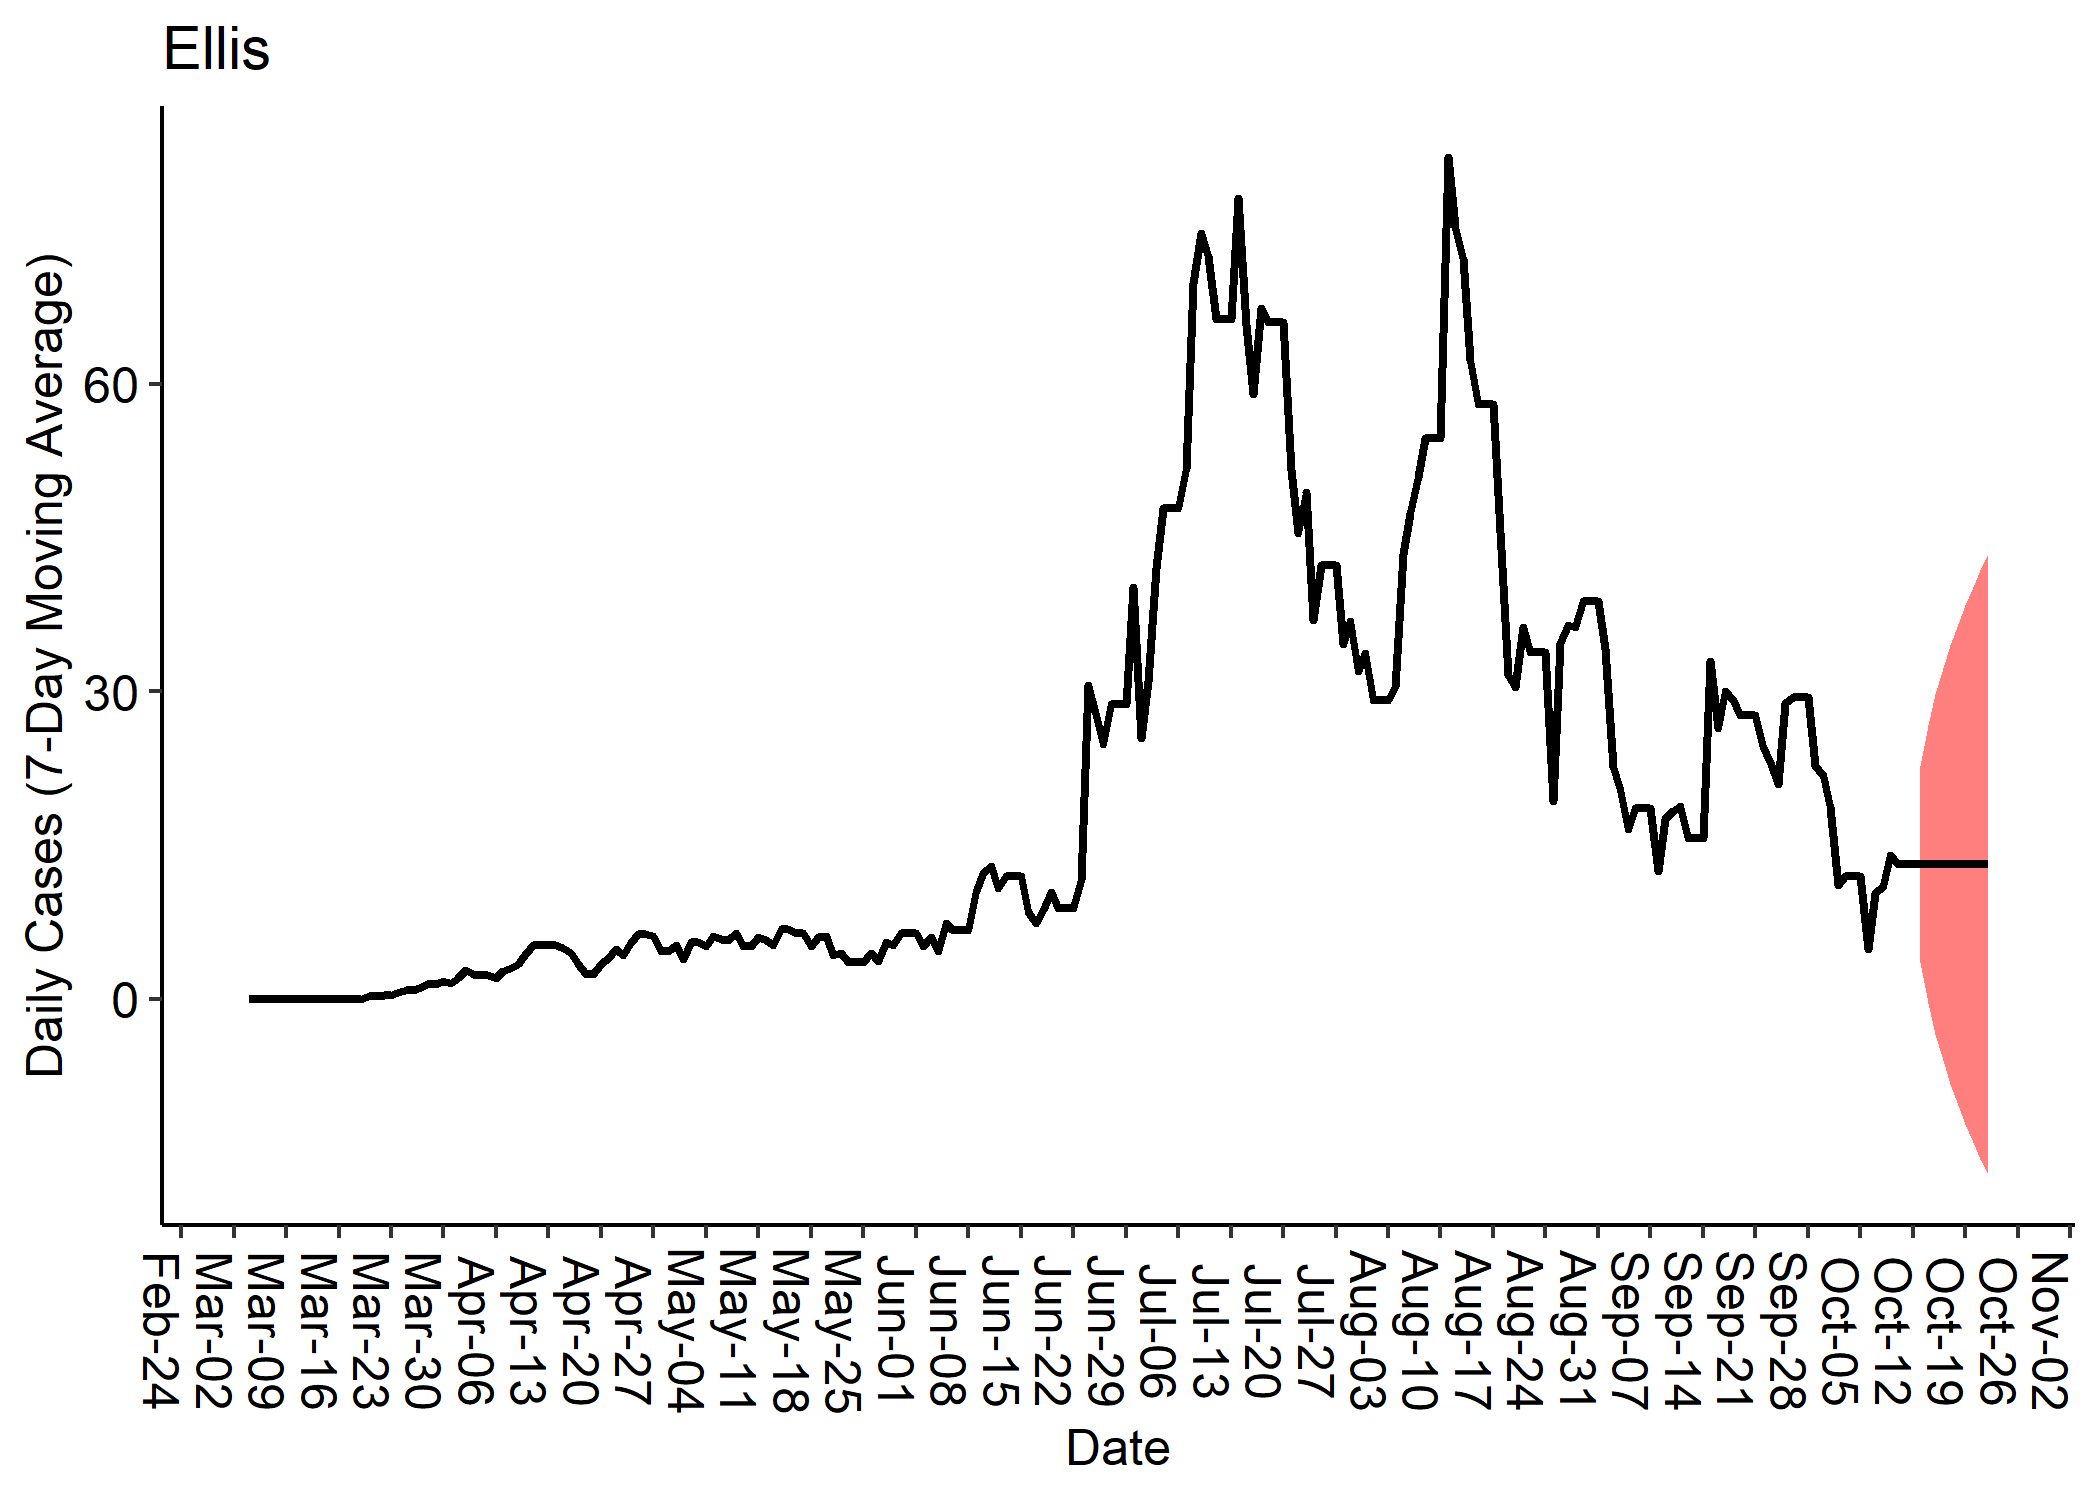 Ellis
Daily Cases (7-Day Moving Average)
60
30
0
Feb-24
Mar-02
Mar-09
Mar-16
Mar-23
Mar-30
Apr-06
Apr-13
Apr-20
Apr-27
May-04
May-11
May-18
May-25
Jun-01
Jun-08
Jun-15
Jun-22
Jun-29
Jul-06
Jul-13
Jul-20
Jul-27
Aug-03
Aug-10
Aug-17
Aug-24
Aug-31
Sep-07
Sep-14
Sep-21
Sep-28
Oct-05
Oct-12
Oct-19
Oct-26
Nov-02
Date